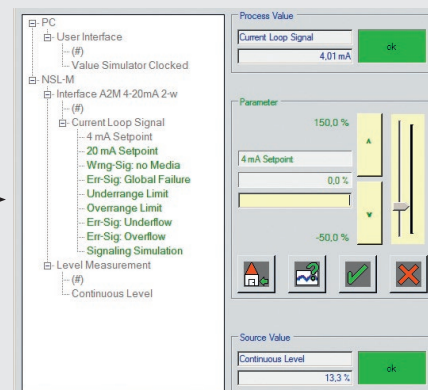 PC
User Interface
(#)
Value Simulator Clocked
NSL-M
Interface A2M 4-20mA 2-w
(#)
Current Loop Signal
4 mA Setpoint
20 mA Setpoint
Wrng-Sig: no Media
Err-Sig: Global Failure
Underrange Limit
Overrange Limit
Err-Sig: Underflow
Err-Sig: Overflow
Signaling Simulation
Level Measurement
(#)
Continuous Level
Process Value
Current Loop Signal
ok
4,01 mA
Parameter
150,0 %
4 mA Setpoint
0,0 %
-50,0 %
Source Value
Continuous Level
ok
13,3 %